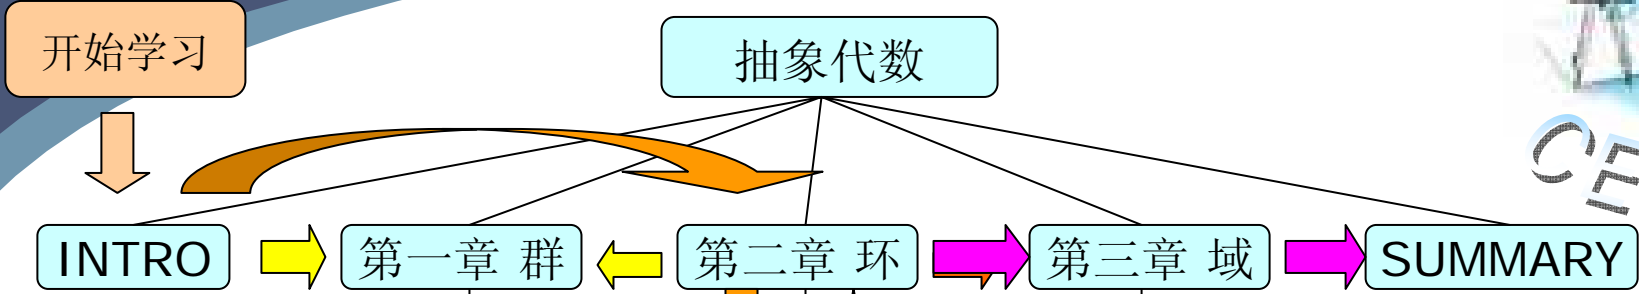 开始学习
抽象代数
CE
INTRO
第一章 群
第二章 环
第三章 域
SUMMARY